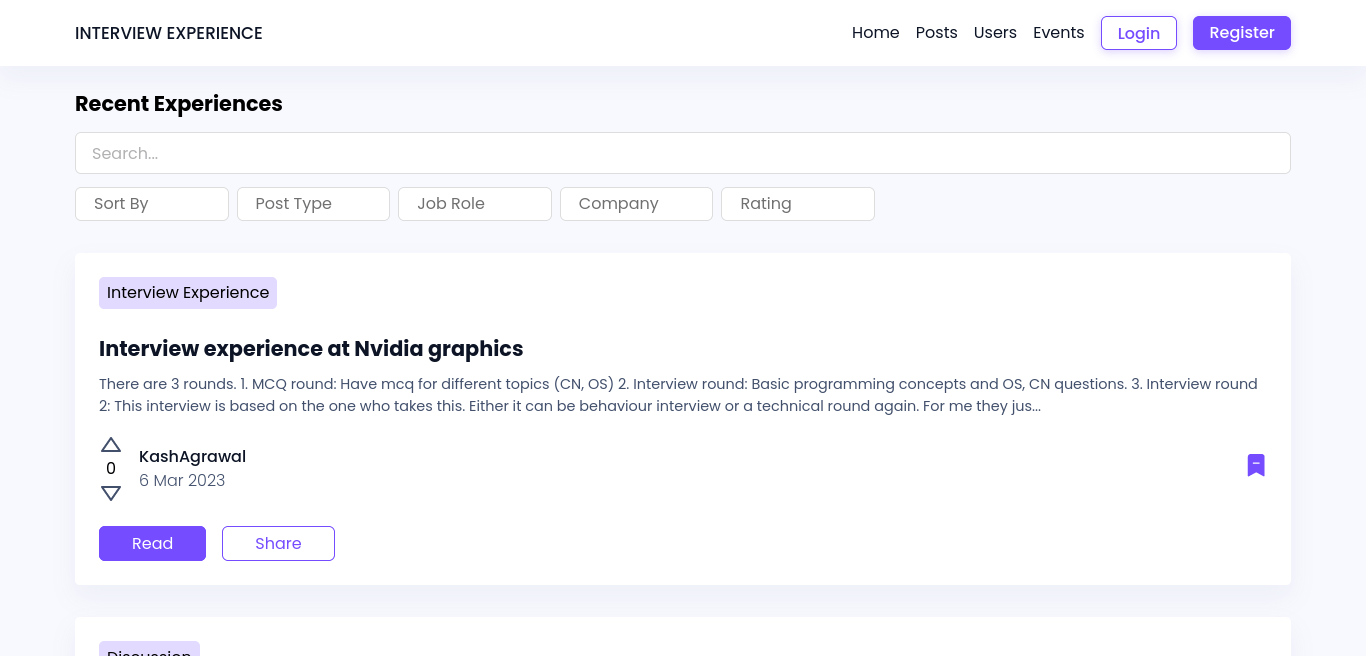 INTERVIEW EXPERIENCE
Home Posts Users Events Login Register
Recent Experiences
Search...
Sort By Post Type Job Role Company Rating
Interview Experience
Interview experience at Nvidia graphics
There are 3 rounds. 1. MCQ round: Have mcq for different topics (CN, OS) 2. Interview round: Basic programming concepts and OS, CN questions. 3. Interview round
2: This interview is based on the one who takes this. Either it can be behaviour interview or a technical round again. For me they jus...
KashAgrawal
0
6 Mar 2023
Read Share
Discussion